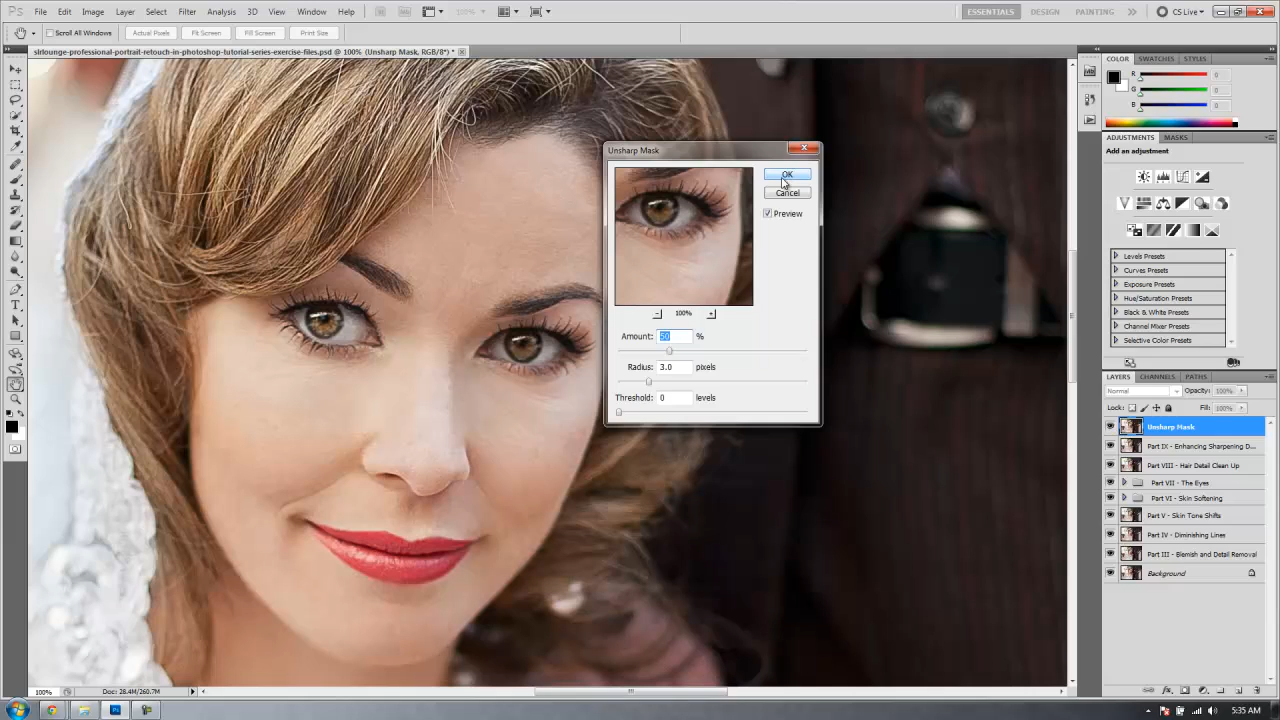 Ps File Edit Image Layer Select Filter Analysis 3D View Window Help 100% ESSENTIALS DESIGN PAINTING CS Live
Scroll All Windows Actual Pixels Fit Screen Fill Screen Print Size
slrlounge-professional-portrait-retouch-in-photoshop-tutorial-series-exercise-files.psd @ 100% (Unsharp Mask, RGB/8*) *
COLOR SWATCHES STYLES
R 0
G 0
B 0
ADJUSTMENTS MASKS
Add an adjustment
Levels Presets
Curves Presets
Exposure Presets
Hue/Saturation Presets
Black & White Presets
Channel Mixer Presets
Selective Color Presets
Unsharp Mask
OK
Cancel
Preview
100%
Amount: 50 %
Radius: 3.0 pixels
Threshold: 0 levels
LAYERS CHANNELS PATHS
Normal Opacity: 100%
Lock: Fill: 100%
Unsharp Mask
Part IX - Enhancing Sharpening D...
Part VIII - Hair Detail Clean Up
Part VII - The Eyes
Part VI - Skin Softening
Part V - Skin Tone Shifts
Part IV - Diminishing Lines
Part III - Blemish and Detail Removal
Background
100% Doc: 28.4M/260.7M
Ps 5:35 AM